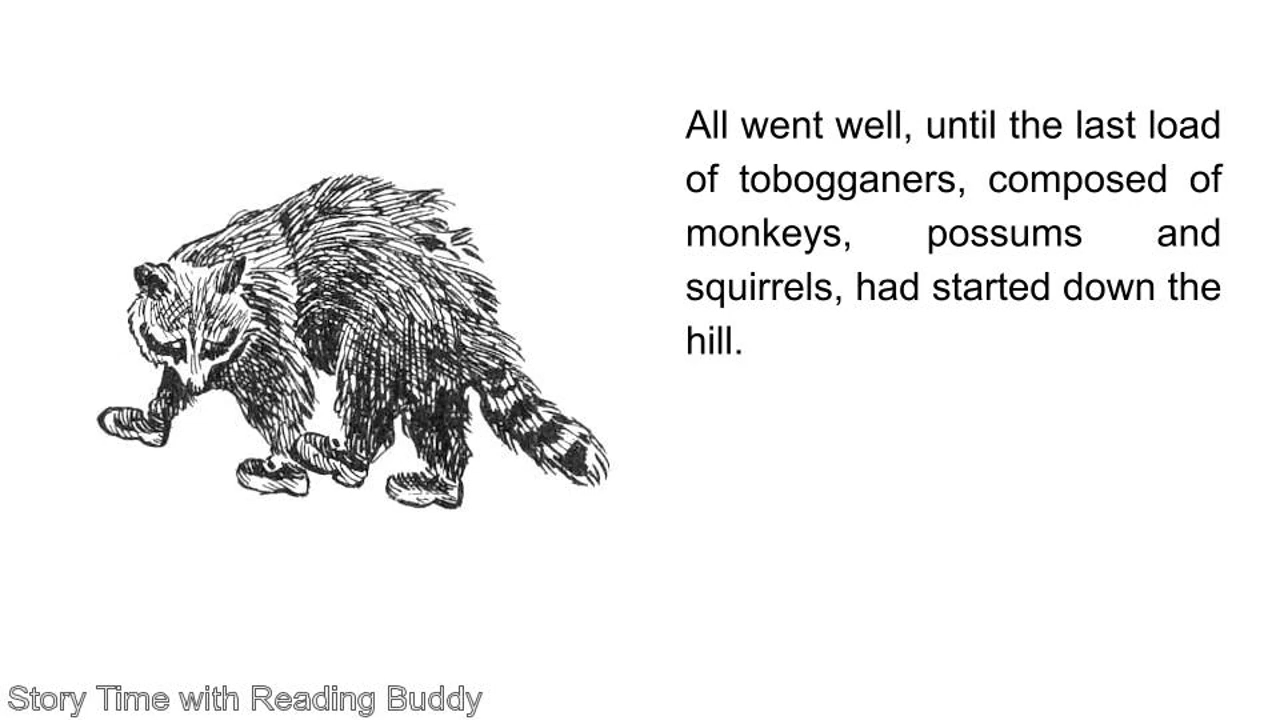 All went well, until the last load
of tobogganers, composed of
monkeys, possums and
squirrels, had started down the
hill.
Story Time with Reading Buddy